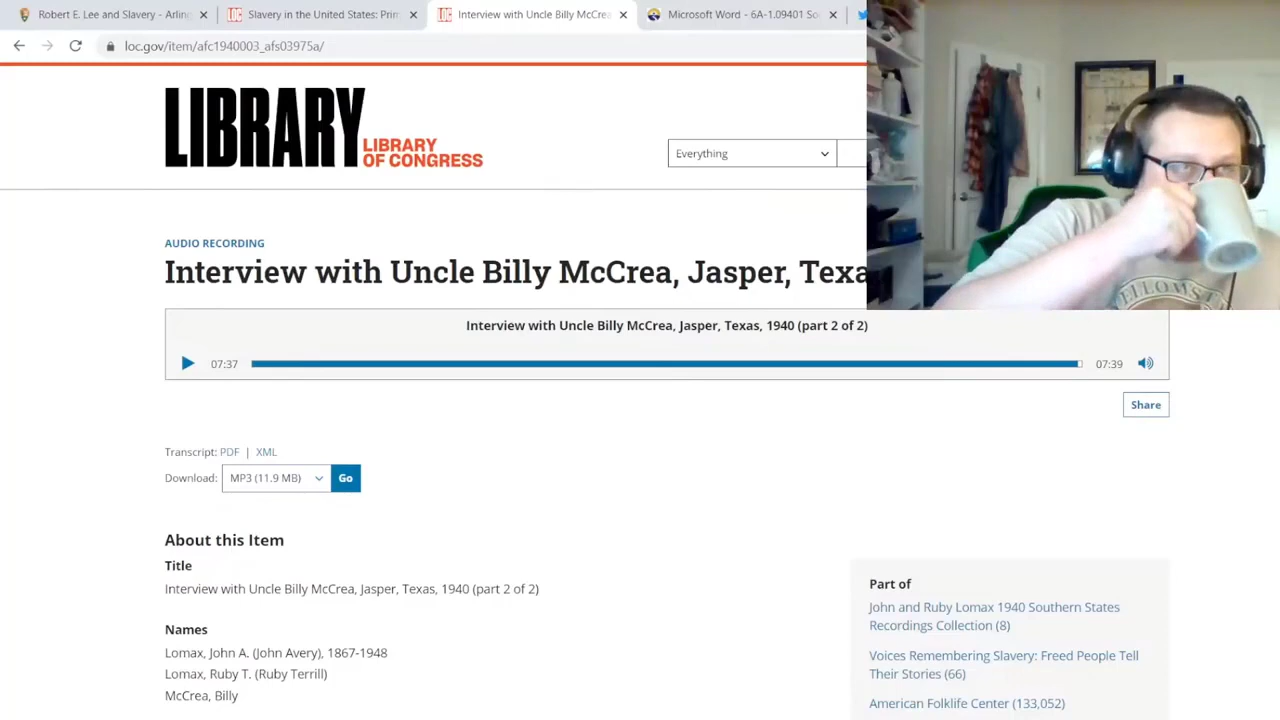 Robert E. Lee and Slavery - Arling
Slavery in the United States: Prim
Interview with Uncle Billy McCrea
Microsoft Word - 6A-1.09401 So
loc.gov/item/afc1940003_afs03975a/
LIBRARY
LIBRARY
OF CONGRESS
Everything
AUDIO RECORDING
Interview with Uncle Billy McCrea, Jasper, Texa
Interview with Uncle Billy McCrea, Jasper, Texas, 1940 (part 2 of 2)
07:37
07:39
Share
Transcript: PDF | XML
Download: MP3 (11.9 MB) Go
About this Item
Title
Interview with Uncle Billy McCrea, Jasper, Texas, 1940 (part 2 of 2)
Names
Lomax, John A. (John Avery), 1867-1948
Lomax, Ruby T. (Ruby Terrill)
McCrea, Billy
Part of
John and Ruby Lomax 1940 Southern States
Recordings Collection (8)
Voices Remembering Slavery: Freed People Tell
Their Stories (66)
American Folklife Center (133,052)